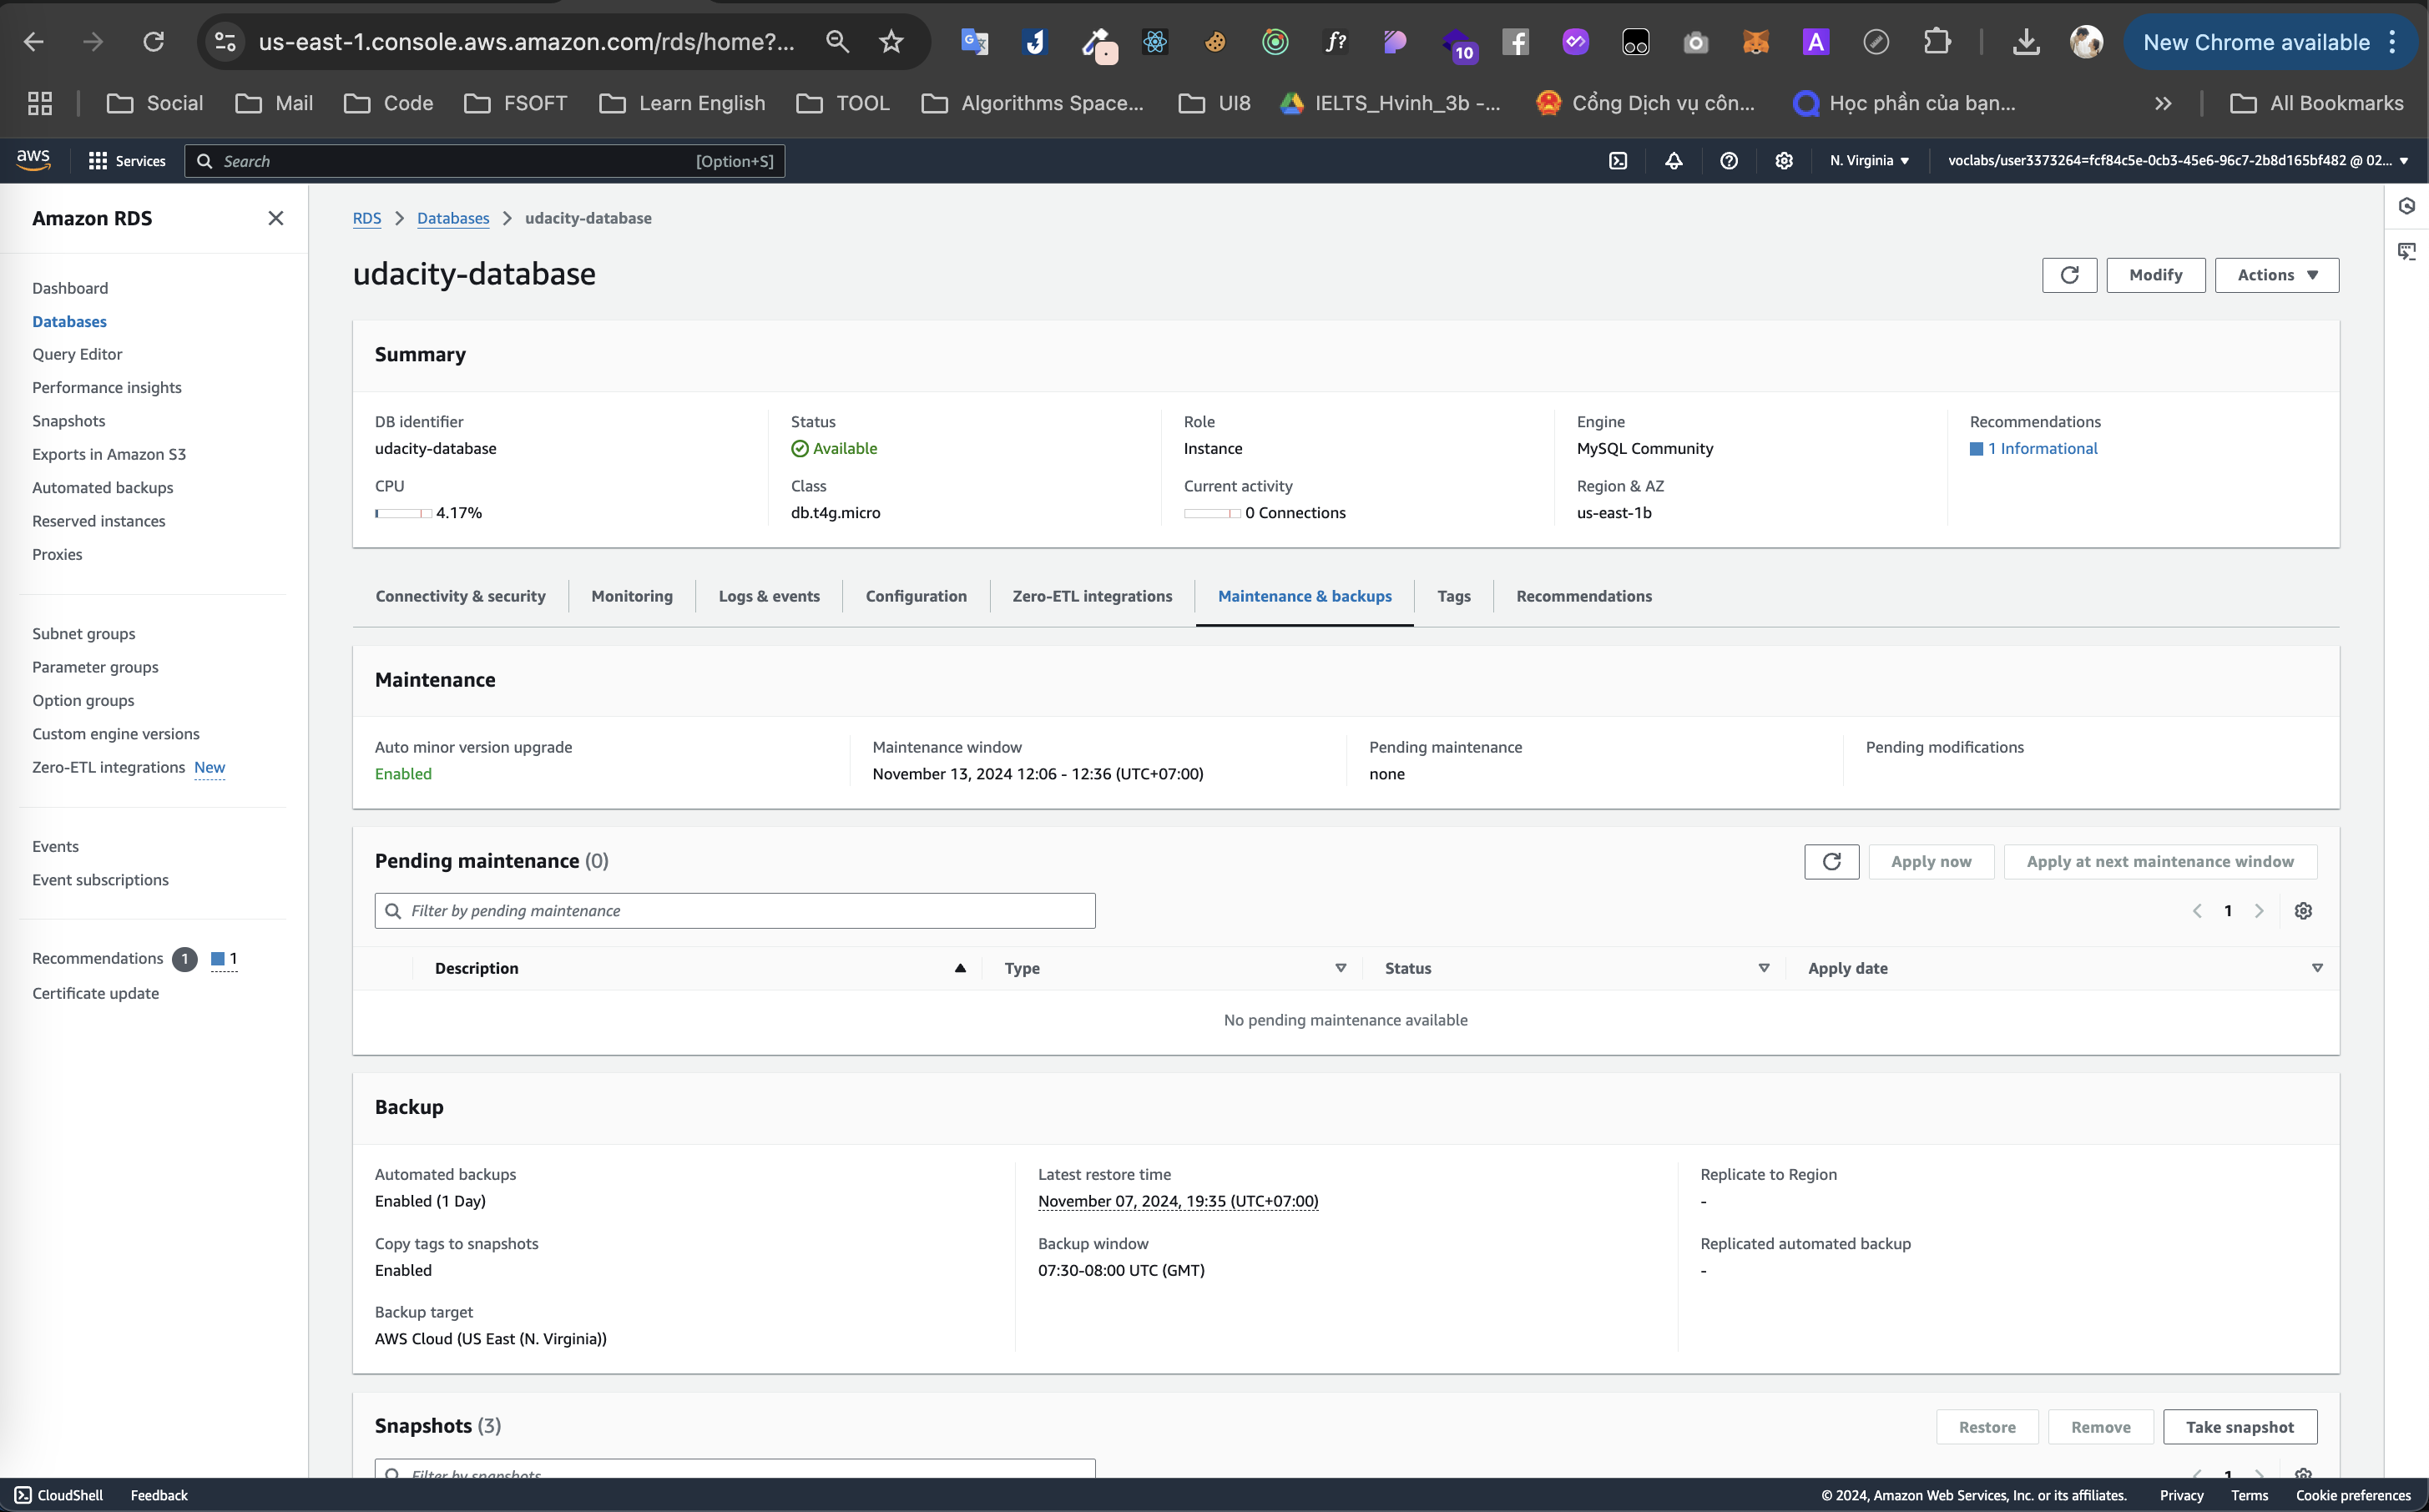 us-east-1.console.aws.amazon.com/rds/home?...
10
New Chrome available
Social
Mail
Code
FSOFT
Learn English
TOOL
Algorithms Space...
UI8
IELTS_Hvinh_3b -...
Cổng Dịch vụ côn...
Học phần của bạn...
All Bookmarks
aws
Services
Search
[Option+S]
N. Virginia
voclabs/user3373264=fcf84c5e-0cb3-45e6-96c7-2b8d165bf482 @ 02...
Amazon RDS
Dashboard
Databases
Query Editor
Performance insights
Snapshots
Exports in Amazon S3
Automated backups
Reserved instances
Proxies
Subnet groups
Parameter groups
Option groups
Custom engine versions
Zero-ETL integrations New
Events
Event subscriptions
Recommendations 1 1
Certificate update
RDS > Databases > udacity-database
udacity-database
Modify
Actions
Summary
DB identifier
udacity-database
Status
Available
Role
Instance
Engine
MySQL Community
Recommendations
1 Informational
CPU
4.17%
Class
db.t4g.micro
Current activity
0 Connections
Region & AZ
us-east-1b
Connectivity & security
Monitoring
Logs & events
Configuration
Zero-ETL integrations
Maintenance & backups
Tags
Recommendations
Maintenance
Auto minor version upgrade
Enabled
Maintenance window
November 13, 2024 12:06 - 12:36 (UTC+07:00)
Pending maintenance
none
Pending modifications
Pending maintenance (0)
Apply now
Apply at next maintenance window
Filter by pending maintenance
1
Description
Type
Status
Apply date
No pending maintenance available
Backup
Automated backups
Enabled (1 Day)
Latest restore time
November 07, 2024, 19:35 (UTC+07:00)
Replicate to Region
-
Copy tags to snapshots
Enabled
Backup window
07:30-08:00 UTC (GMT)
Replicated automated backup
-
Backup target
AWS Cloud (US East (N. Virginia))
Snapshots (3)
Restore
Remove
Take snapshot
Filter by snapshots
1
CloudShell
Feedback
© 2024, Amazon Web Services, Inc. or its affiliates.
Privacy
Terms
Cookie preferences